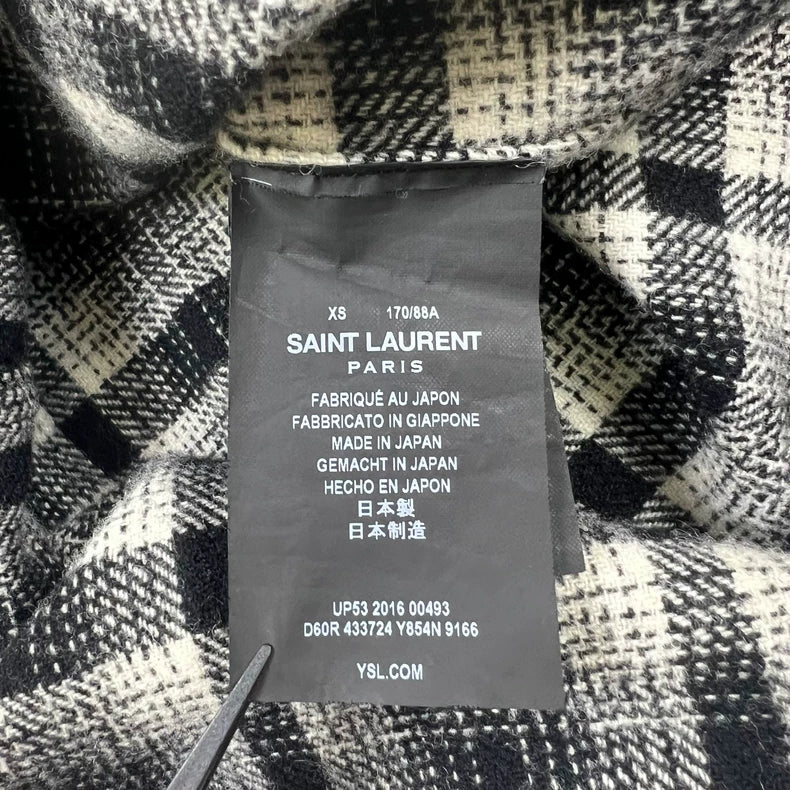 XS 170/88A
SAINT LAURENT
PARIS
FABRIQUÉ AU JAPON
FABBRICATO IN GIAPPONE
MADE IN JAPAN
GEMACHT IN JAPAN
HECHO EN JAPON
日本製
日本制造
UP53 2016 00493
D60R 433724 Y854N 9166
YSL.COM